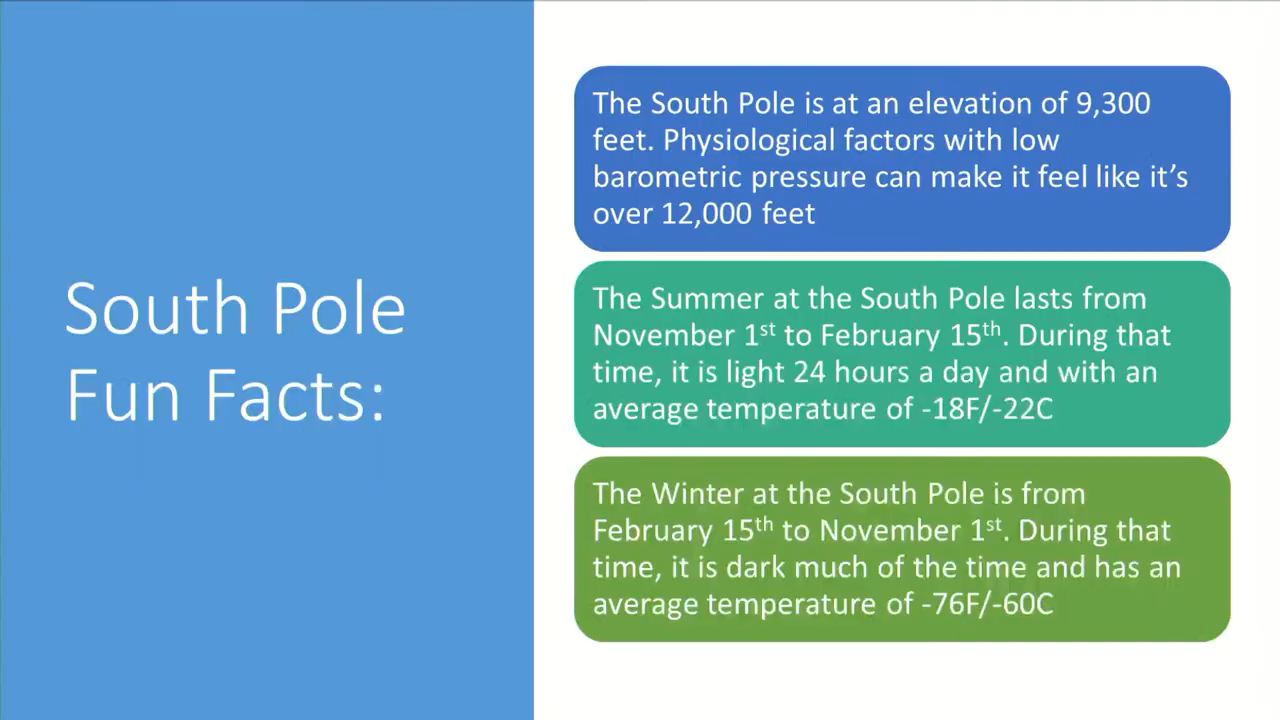 South Pole
Fun Facts:
The South Pole is at an elevation of 9,300
feet. Physiological factors with low
barometric pressure can make it feel like it’s
over 12,000 feet
The Summer at the South Pole lasts from
November 1st to February 15th. During that
time, it is light 24 hours a day and with an
average temperature of -18F/-22C
The Winter at the South Pole is from
February 15th to November 1st. During that
time, it is dark much of the time and has an
average temperature of -76F/-60C